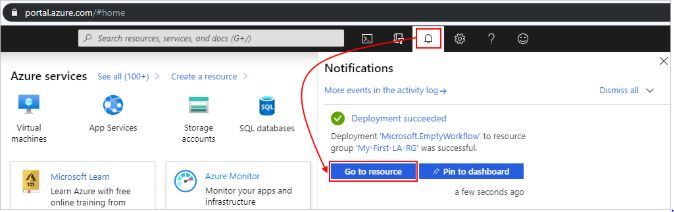 portal.azure.com/#home
Search resources, services, and docs (G+/)
Azure services
See all (100+)
Create a resource
Virtual machines
App Services
Storage accounts
SQL
SQL databases
Microsoft Learn
Learn Azure with free
online training from
Azure Monitor
Monitor your apps and
infrastructure
Notifications
More events in the activity log
Dismiss all
Deployment succeeded
Deployment 'Microsoft.EmptyWorkflow' to resource
group 'My-First-LA-RG' was successful.
Go to resource
Pin to dashboard
a few seconds ago